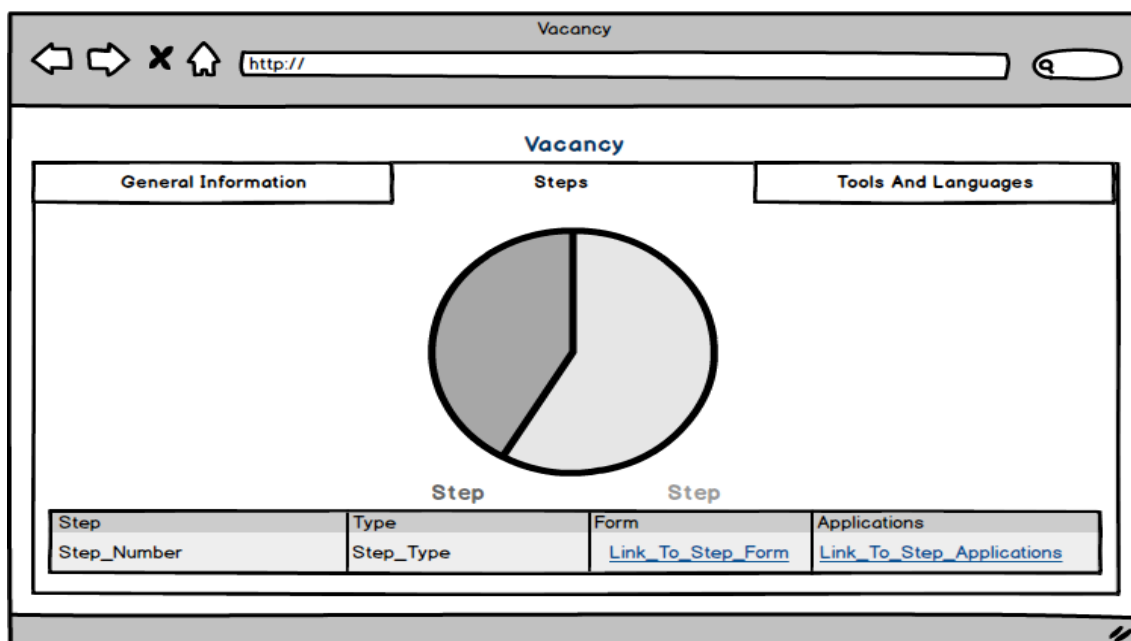 Vacancy
http://
Vacancy
General Information Steps Tools And Languages
Step Step
Step Type Form Applications
Step_Number Step_Type Link_To_Step_Form Link_To_Step_Applications